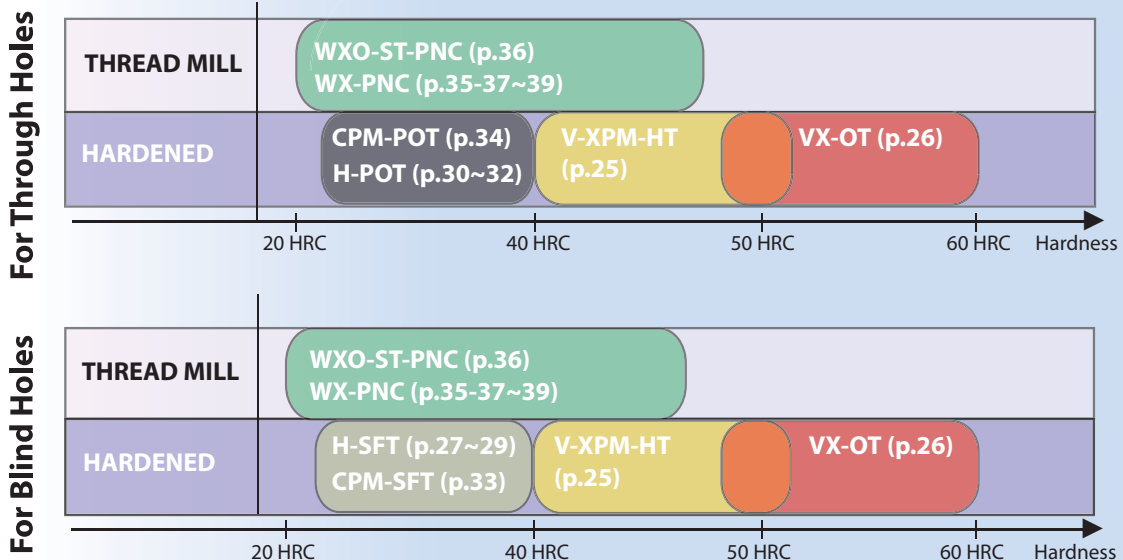 For Through Holes
THREAD MILL
WXO-ST-PNC (p.36)
WX-PNC (p.35-37~39)
HARDENED
CPM-POT (p.34)
H-POT (p.30~32)
V-XPM-HT
(p.25)
VX-OT (p.26)
20 HRC
40 HRC
50 HRC
60 HRC
Hardness
For Blind Holes
THREAD MILL
WXO-ST-PNC (p.36)
WX-PNC (p.35-37~39)
HARDENED
H-SFT (p.27~29)
CPM-SFT (p.33)
V-XPM-HT
(p.25)
VX-OT (p.26)
20 HRC
40 HRC
50 HRC
60 HRC
Hardness